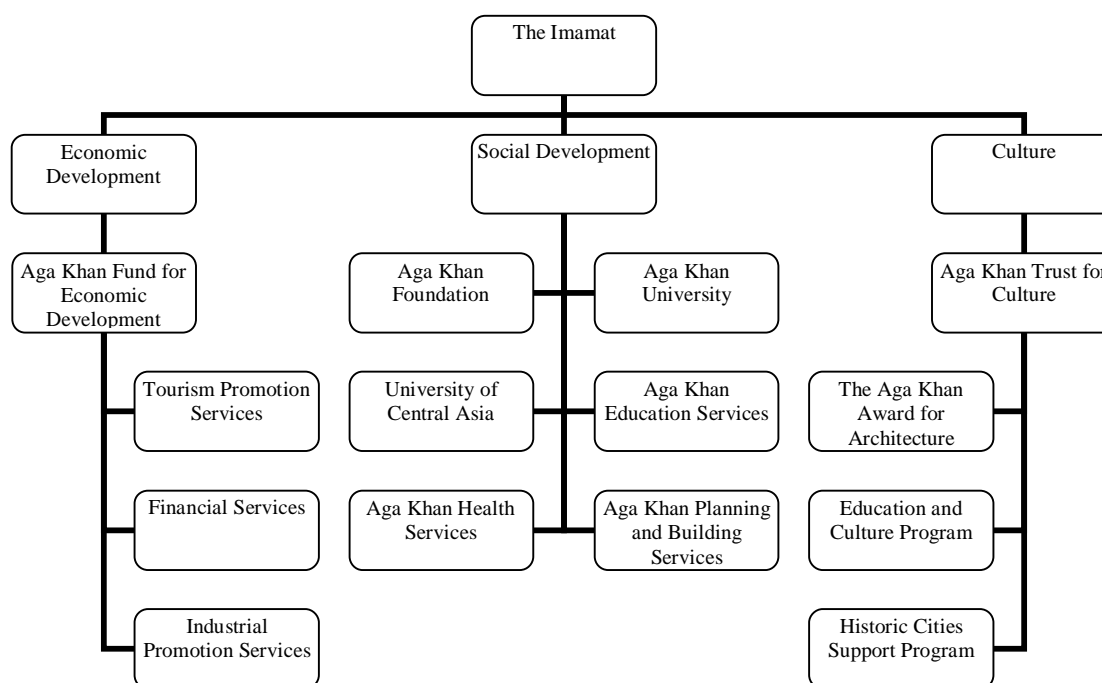 The Imamat
Economic
Development
Social Development
Culture
Aga Khan Fund for
Economic
Development
Aga Khan
Foundation
Aga Khan
University
Aga Khan Trust for
Culture
Tourism Promotion
Services
University of
Central Asia
Aga Khan
Education Services
The Aga Khan
Award for
Architecture
Financial Services
Aga Khan Health
Services
Aga Khan Planning
and Building
Services
Education and
Culture Program
Industrial
Promotion Services
Historic Cities
Support Program